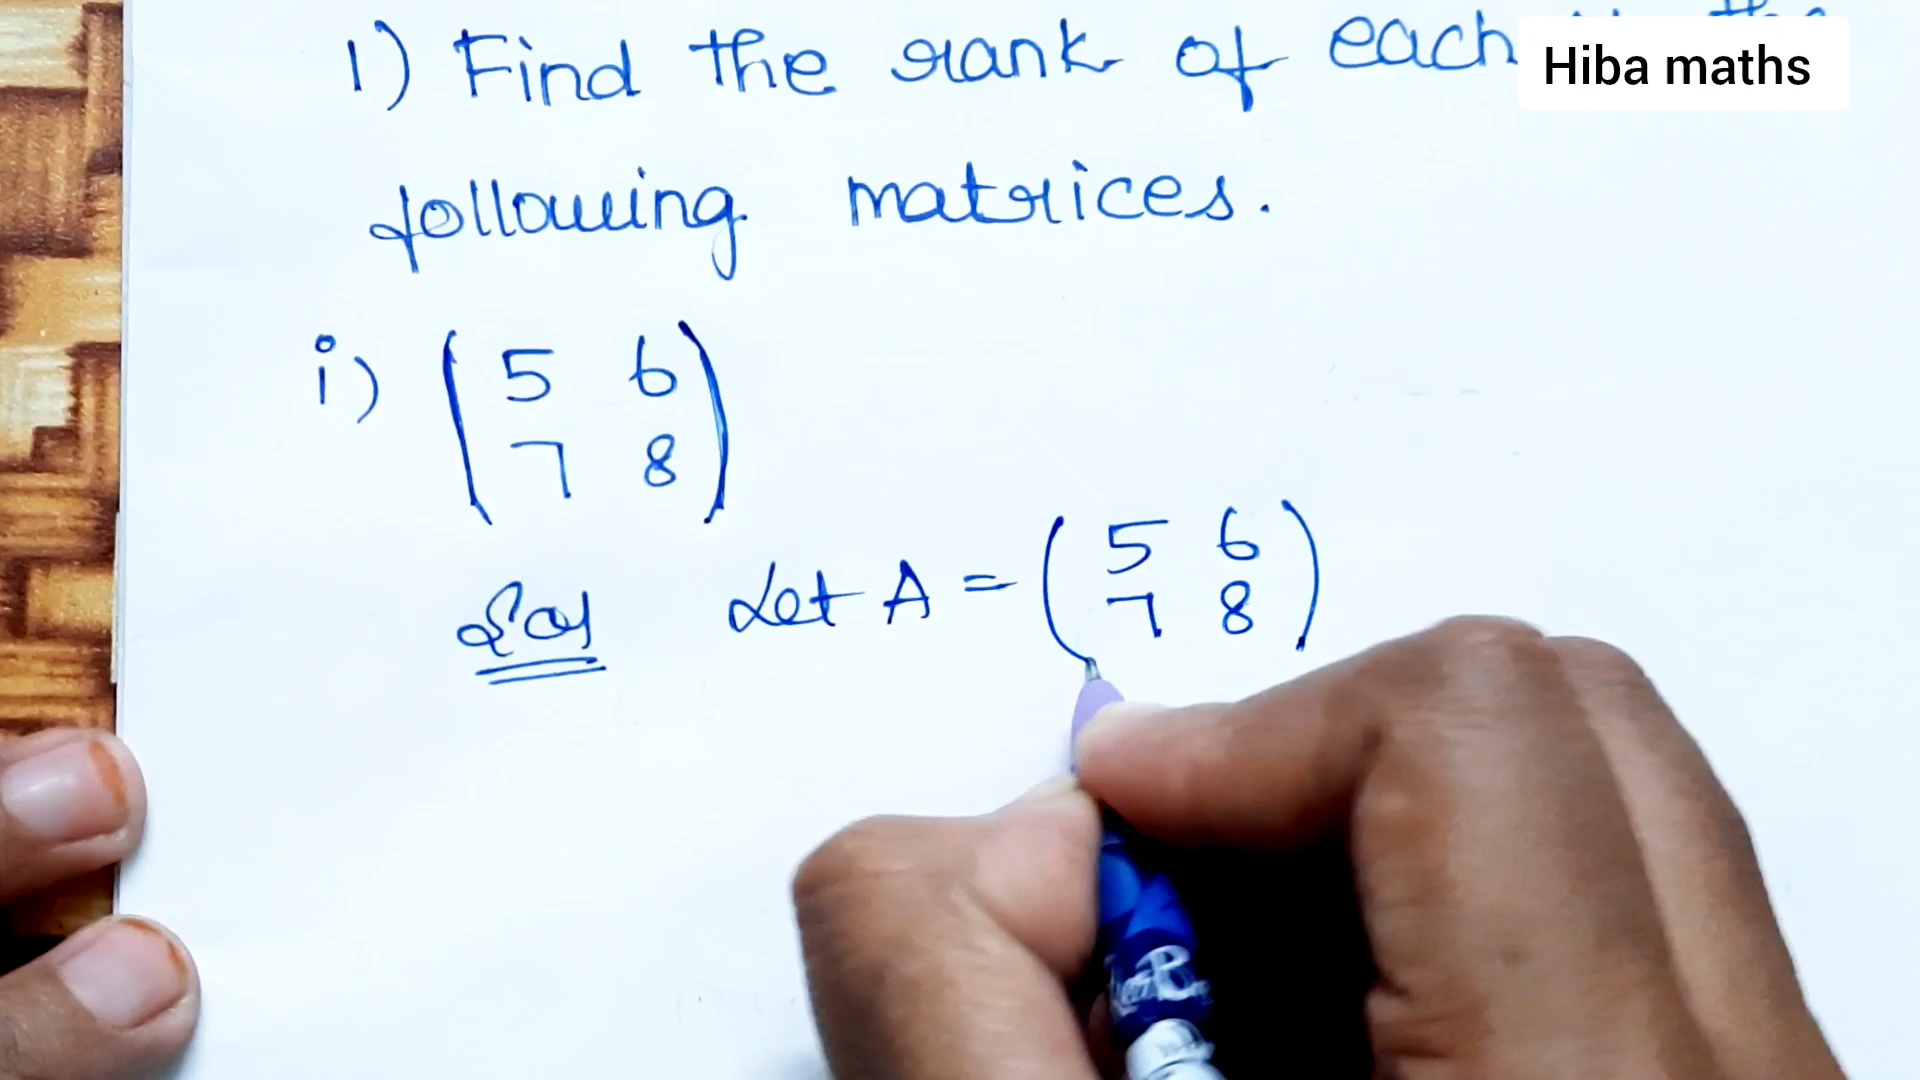 1) Find the rank of each
Hiba maths
following matrices.
i) ( 5 6
7 8 )
Sol Let A = ( 5 6
7 8 )